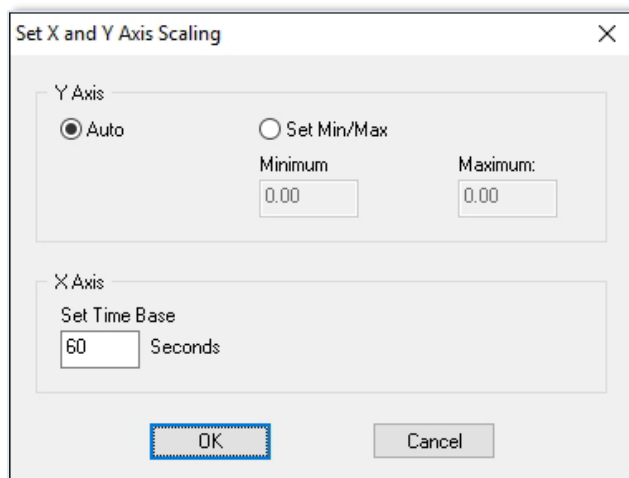 Set X and Y Axis Scaling
Y Axis
Auto Set Min/Max
Minimum Maximum:
0.00 0.00
X Axis
Set Time Base
60 Seconds
OK Cancel